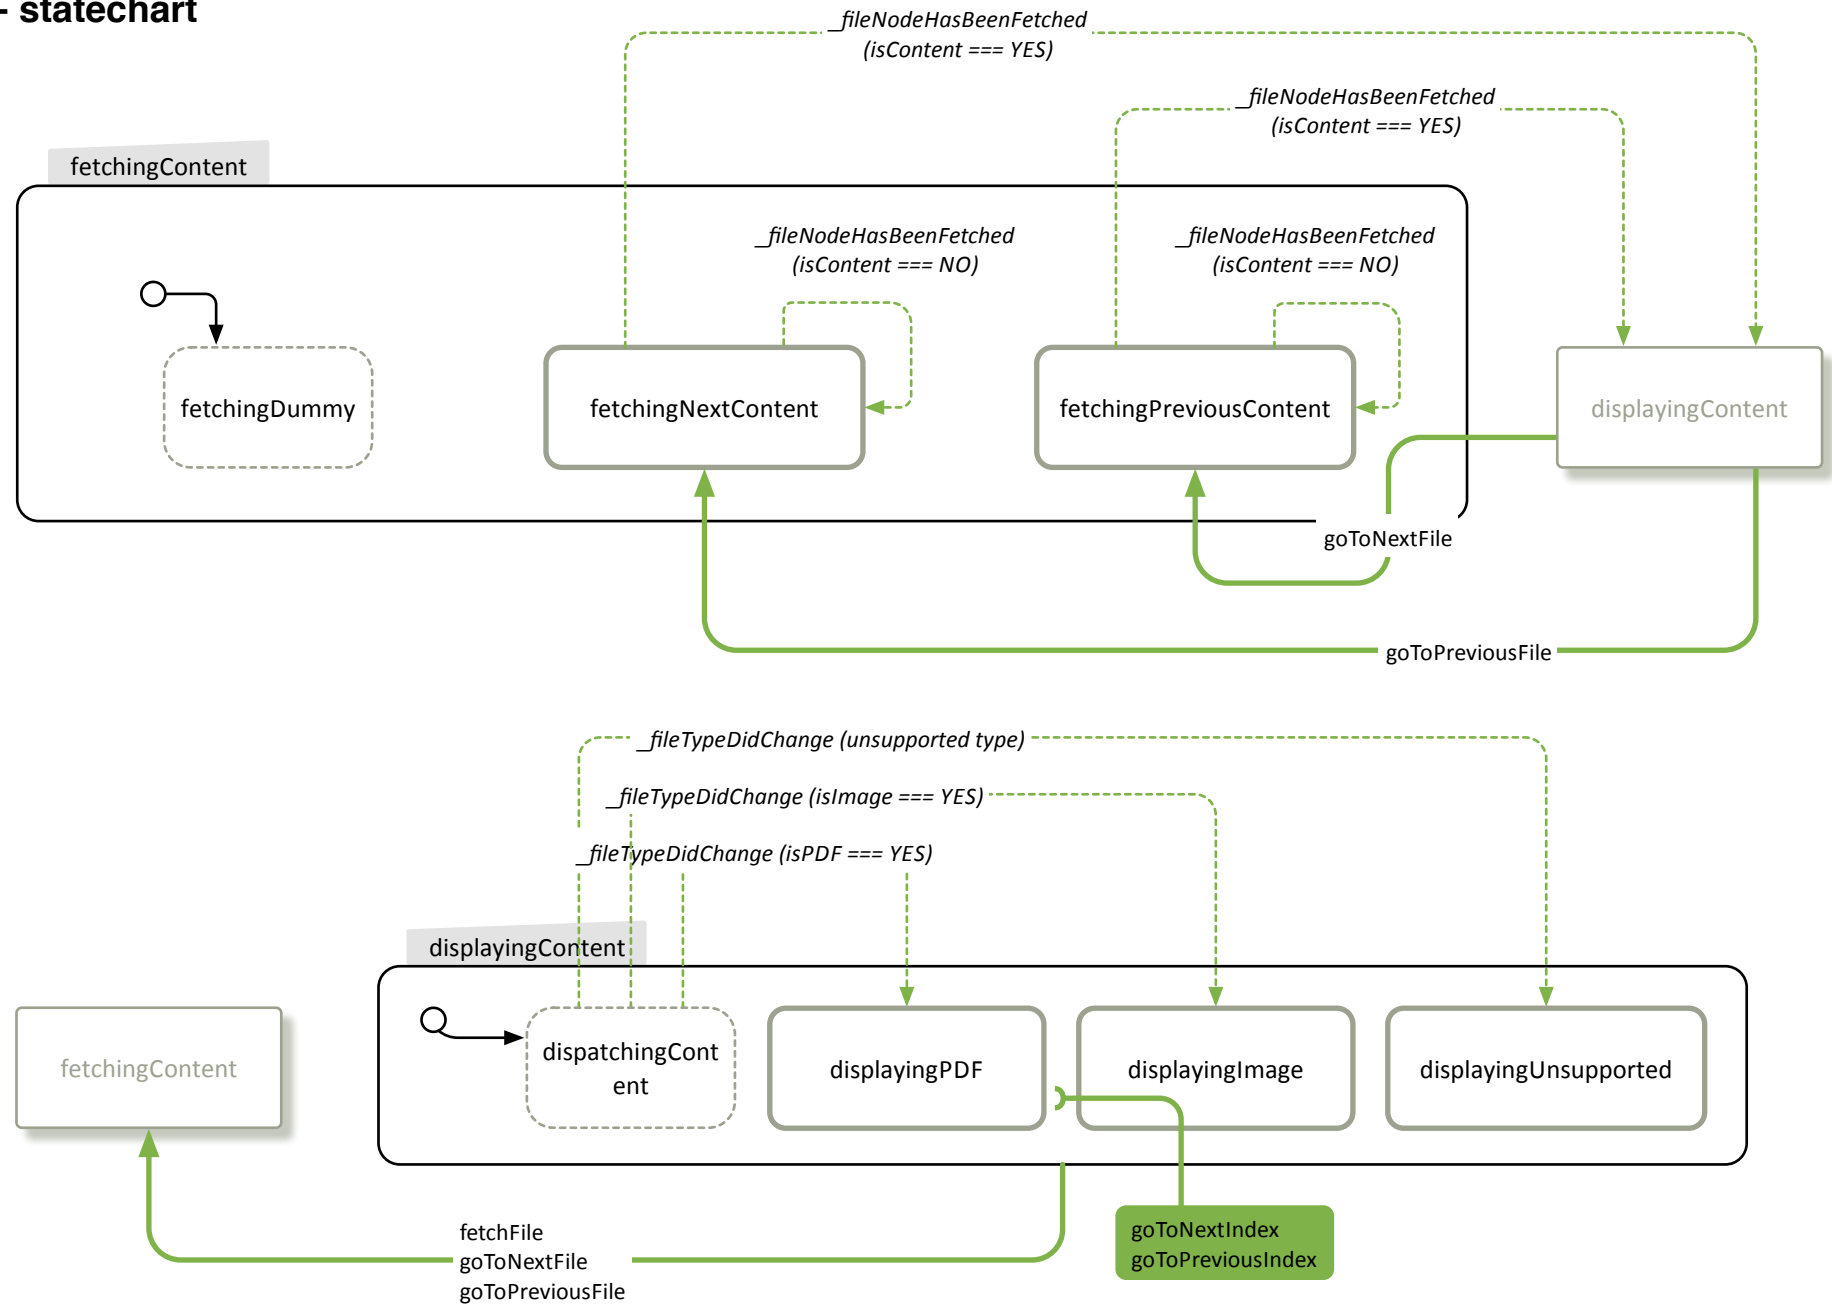 - statechart
_fileNodeHasBeenFetched
(isContent === YES)
_fileNodeHasBeenFetched
(isContent === YES)
fetchingContent
_fileNodeHasBeenFetched
(isContent === NO)
_fileNodeHasBeenFetched
(isContent === NO)
fetchingDummy
fetchingNextContent
fetchingPreviousContent
displayingContent
goToNextFile
goToPreviousFile
_fileTypeDidChange (unsupported type)
_fileTypeDidChange (isImage === YES)
_fileTypeDidChange (isPDF === YES)
displayingContent
fetchingContent
dispatchingCont
ent
displayingPDF
displayingImage
displayingUnsupported
fetchFile
goToNextFile
goToPreviousFile
goToNextIndex
goToPreviousIndex